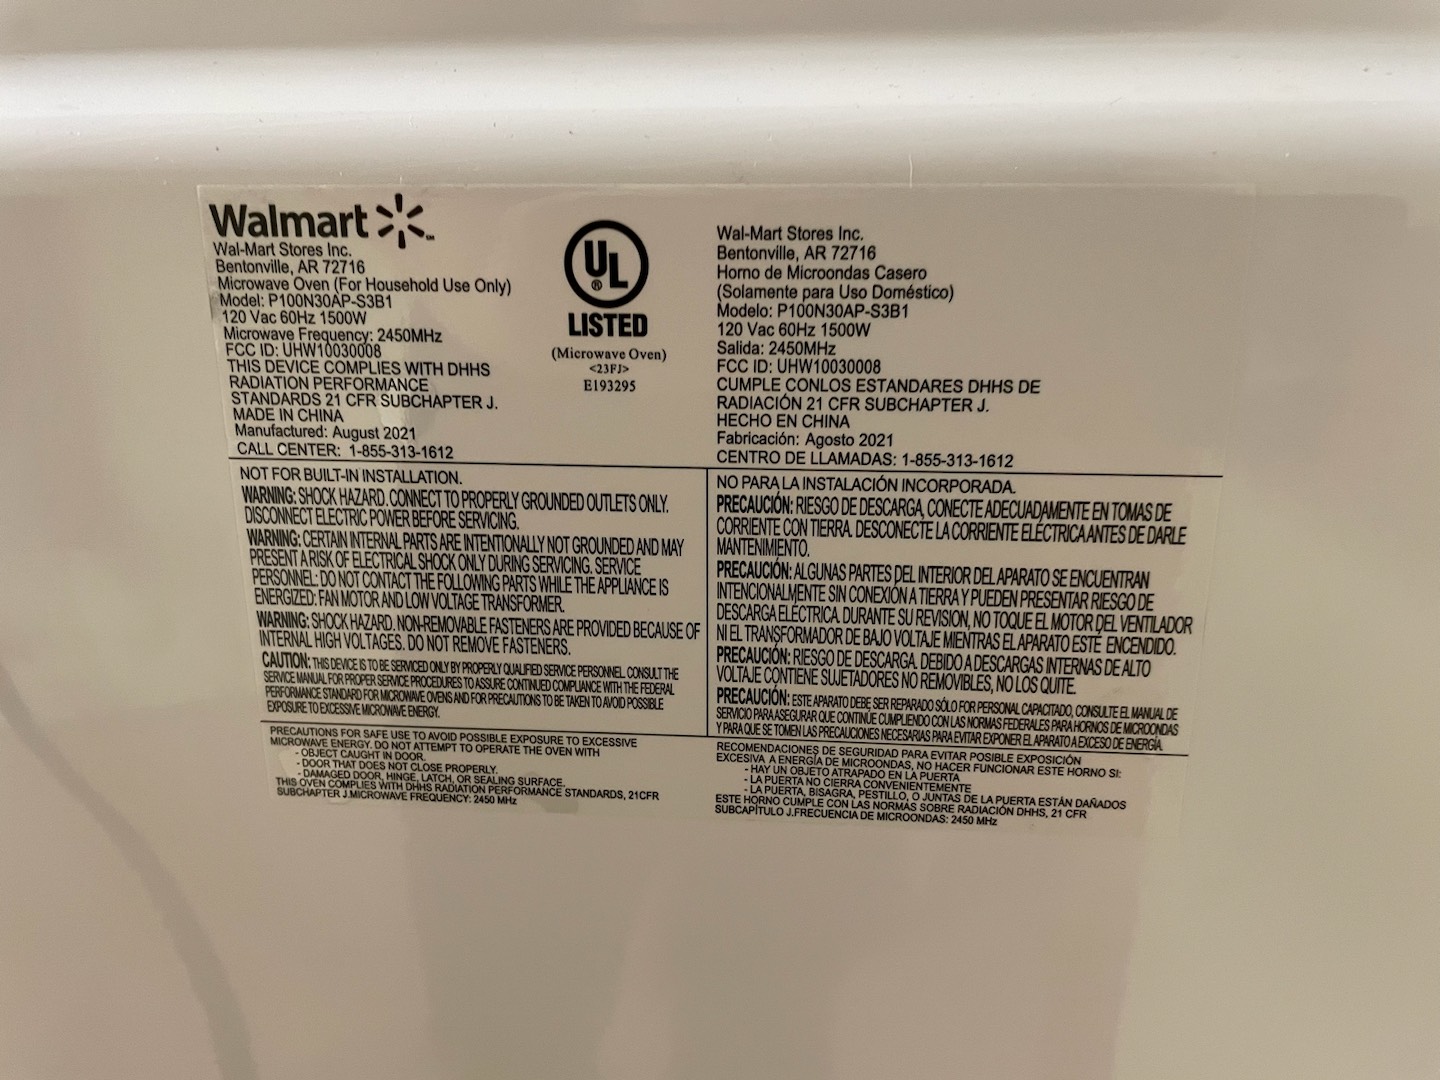 Walmart
Wal-Mart Stores Inc.
Bentonville, AR 72716
Microwave Oven (For Household Use Only)
Model: P100N30AP-S3B1
120 Vac 60Hz 1500W
Microwave Frequency: 2450MHz
FCC ID: UHW10030008
THIS DEVICE COMPLIES WITH DHHS
RADIATION PERFORMANCE
STANDARDS 21 CFR SUBCHAPTER J.
MADE IN CHINA
Manufactured: August 2021
CALL CENTER: 1-855-313-1612
UL
®
LISTED
(Microwave Oven)
<23FJ>
E193295
Wal-Mart Stores Inc.
Bentonville, AR 72716
Horno de Microondas Casero
(Solamente para Uso Doméstico)
Modelo: P100N30AP-S3B1
120 Vac 60Hz 1500W
Salida: 2450MHz
FCC ID: UHW10030008
CUMPLE CONLOS ESTANDARES DHHS DE
RADIACIÓN 21 CFR SUBCHAPTER J.
HECHO EN CHINA
Fabricación: Agosto 2021
CENTRO DE LLAMADAS: 1-855-313-1612
NOT FOR BUILT-IN INSTALLATION.
WARNING: SHOCK HAZARD. CONNECT TO PROPERLY GROUNDED OUTLETS ONLY.
DISCONNECT ELECTRIC POWER BEFORE SERVICING.
WARNING: CERTAIN INTERNAL PARTS ARE INTENTIONALLY NOT GROUNDED AND MAY
PRESENT A RISK OF ELECTRICAL SHOCK ONLY DURING SERVICING. SERVICE
PERSONNEL: DO NOT CONTACT THE FOLLOWING PARTS WHILE THE APPLIANCE IS
ENERGIZED: FAN MOTOR AND LOW VOLTAGE TRANSFORMER.
WARNING: SHOCK HAZARD. NON-REMOVABLE FASTENERS ARE PROVIDED BECAUSE OF
INTERNAL HIGH VOLTAGES. DO NOT REMOVE FASTENERS.
CAUTION: THIS DEVICE IS TO BE SERVICED ONLY BY PROPERLY QUALIFIED SERVICE PERSONNEL. CONSULT THE
SERVICE MANUAL FOR PROPER SERVICE PROCEDURES TO ASSURE CONTINUED COMPLIANCE WITH THE FEDERAL
PERFORMANCE STANDARD FOR MICROWAVE OVENS AND FOR PRECAUTIONS TO BE TAKEN TO AVOID POSSIBLE
EXPOSURE TO EXCESSIVE MICROWAVE ENERGY.
NO PARA LA INSTALACIÓN INCORPORADA.
PRECAUCIÓN: RIESGO DE DESCARGA, CONECTE ADECUADAMENTE EN TOMAS DE
CORRIENTE CON TIERRA. DESCONECTE LA CORRIENTE ELÉCTRICA ANTES DE DARLE
MANTENIMIENTO.
PRECAUCIÓN: ALGUNAS PARTES DEL INTERIOR DEL APARATO SE ENCUENTRAN
INTENCIONALMENTE SIN CONEXIÓN A TIERRA Y PUEDEN PRESENTAR RIESGO DE
DESCARGA ELÉCTRICA. DURANTE SU REVISION, NO TOQUE EL MOTOR DEL VENTILADOR
NI EL TRANSFORMADOR DE BAJO VOLTAJE MIENTRAS EL APARATO ESTÉ ENCENDIDO.
PRECAUCIÓN: RIESGO DE DESCARGA. DEBIDO A DESCARGAS INTERNAS DE ALTO
VOLTAJE CONTIENE SUJETADORES NO REMOVIBLES, NO LOS QUITE.
PRECAUCIÓN: ESTE APARATO DEBE SER REPARADO SÓLO FOR PERSONAL CAPACITADO, CONSULTE EL MANUAL DE
SERVICIO PARA ASEGURAR QUE CONTINÚE CUMPLIENDO CON LAS NORMAS FEDERALES PARA HORNOS DE MICROONDAS
Y PARA QUE SE TOMEN LAS PRECAUCIONES NECESARIAS PARA EVITAR EXPONER EL APARATO A EXCESO DE ENERGÍA.
PRECAUTIONS FOR SAFE USE TO AVOID POSSIBLE EXPOSURE TO EXCESSIVE
MICROWAVE ENERGY. DO NOT ATTEMPT TO OPERATE THE OVEN WITH
- OBJECT CAUGHT IN DOOR.
- DOOR THAT DOES NOT CLOSE PROPERLY.
- DAMAGED DOOR, HINGE, LATCH, OR SEALING SURFACE.
THIS OVEN COMPLIES WITH DHHS RADIATION PERFORMANCE STANDARDS, 21CFR
SUBCHAPTER J.MICROWAVE FREQUENCY: 2450 MHz
RECOMENDACIONES DE SEGURIDAD PARA EVITAR POSIBLE EXPOSICIÓN
EXCESIVA A ENERGÍA DE MICROONDAS, NO HACER FUNCIONAR ESTE HORNO SI:
- HAY UN OBJETO ATRAPADO EN LA PUERTA
- LA PUERTA NO CIERRA CONVENIENTEMENTE
- LA PUERTA, BISAGRA, PESTILLO, O JUNTAS DE LA PUERTA ESTÁN DAÑADOS
ESTE HORNO CUMPLE CON LAS NORMAS SOBRE RADIACIÓN DHHS, 21 CFR
SUBCAPÍTULO J.FRECUENCIA DE MICROONDAS: 2450 MHz